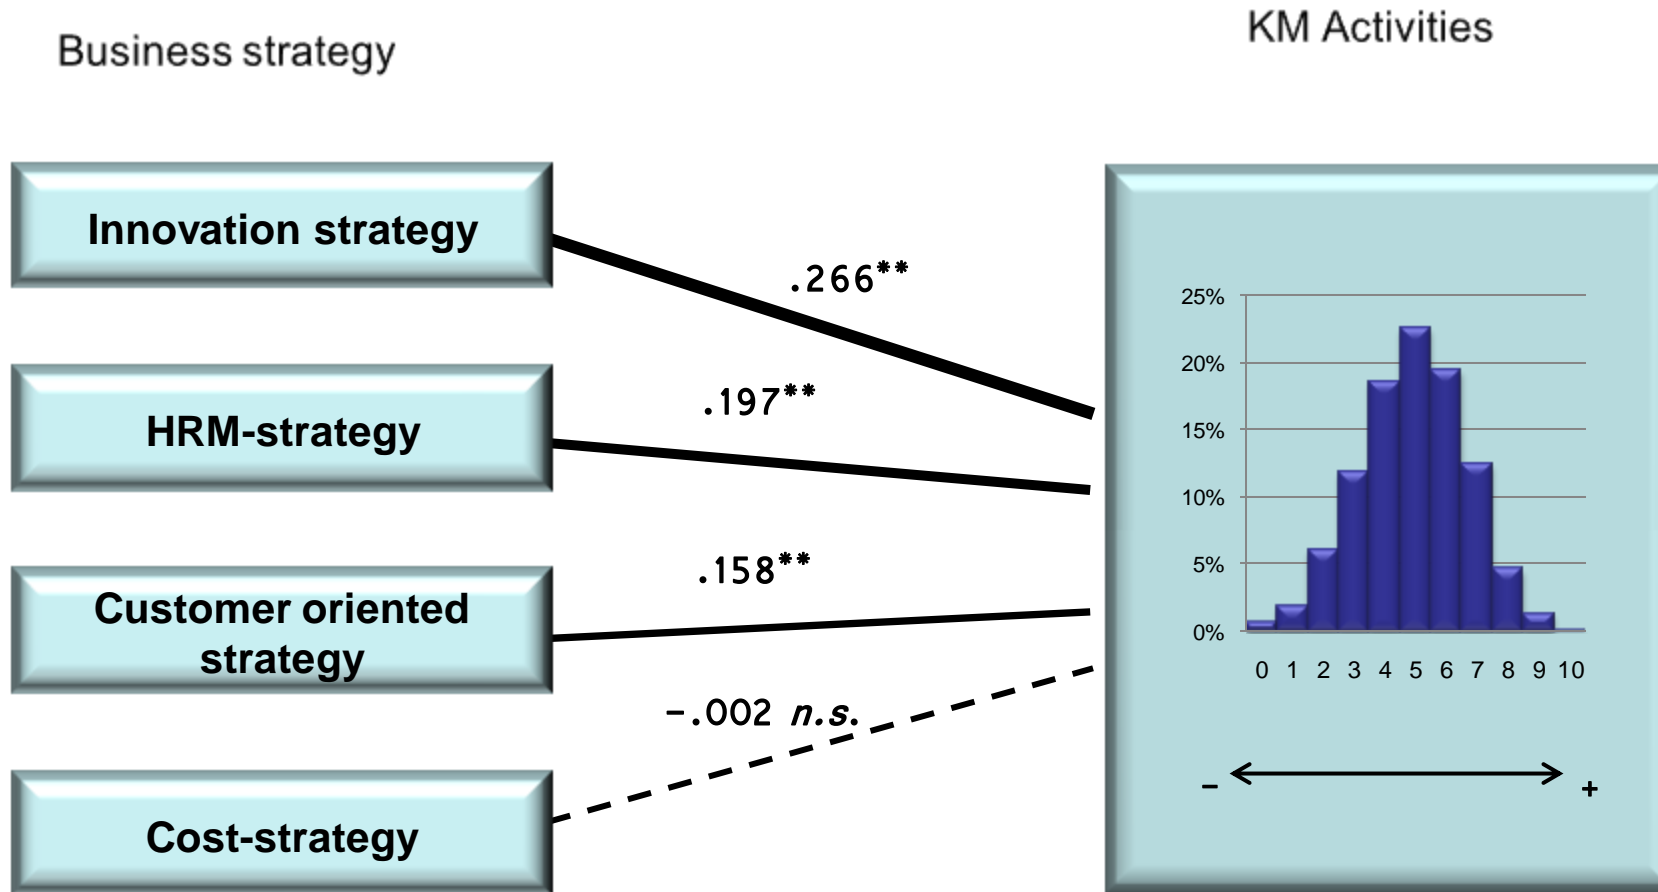 Business strategy
KM Activities
Innovation strategy
.266**
HRM-strategy
.197**
Customer oriented
strategy
.158**
-.002 n.s.
Cost-strategy
25%
20%
15%
10%
5%
0%
0 1 2 3 4 5 6 7 8 9 10
- +